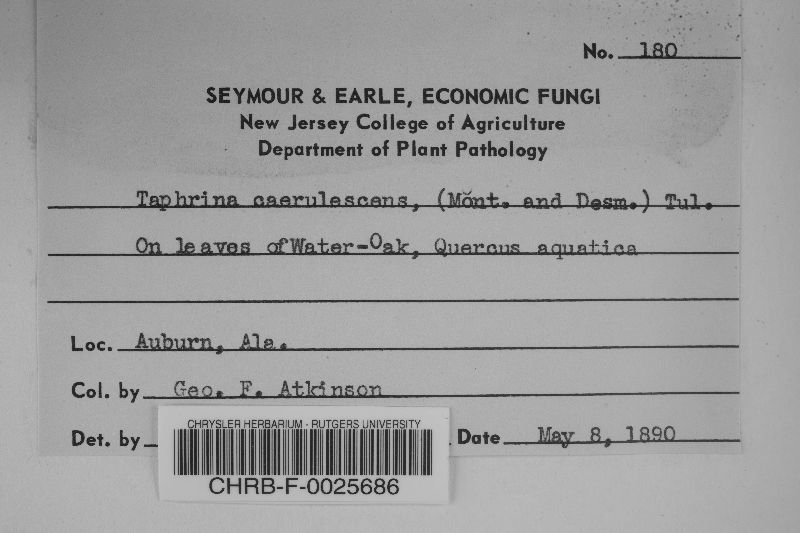 No. 180
SEYMOUR & EARLE, ECONOMIC FUNGI
New Jersey College of Agriculture
Department of Plant Pathology
Taphrina caerulescens, (Mont. and Desm.) Tul.
On leaves of Water-Oak, Quercus aquatica
Loc. Auburn, Ala.
Col. by Geo. F. Atkinson
Det. by
Date May 8, 1890
CHRYSLER HERBARIUM - RUTGERS UNIVERSITY
CHRB-F-0025686